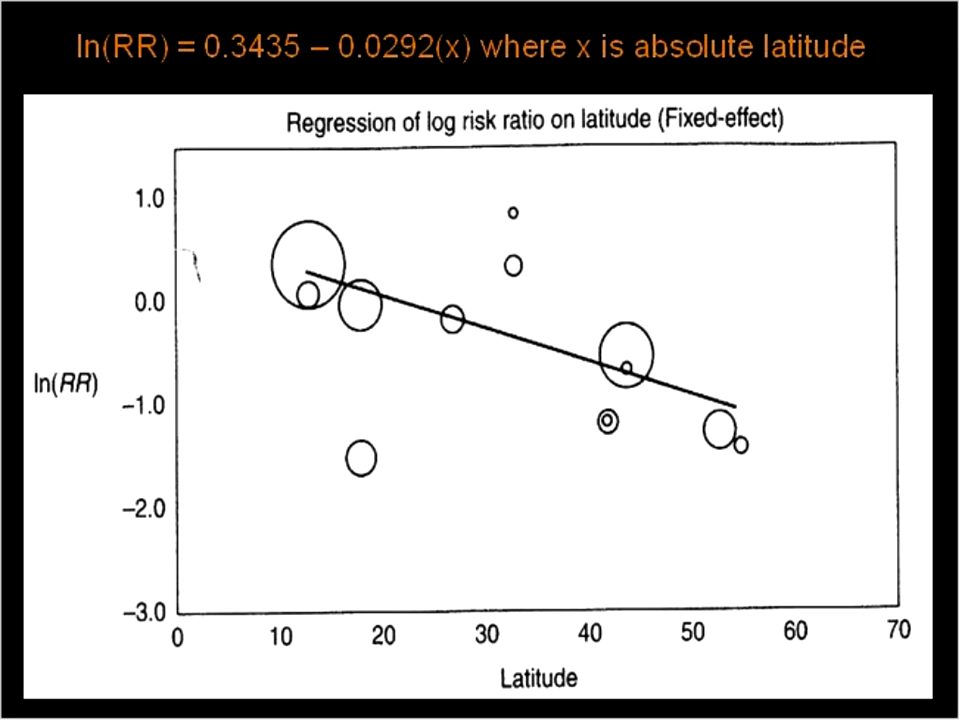 ln(RR) = 0.3435 – 0.0292(x) where x is absolute latitude
Regression of log risk ratio on latitude (Fixed-effect)
1.0
0.0
ln(RR)
–1.0
–2.0
–3.0
0 10 20 30 40 50 60 70
Latitude